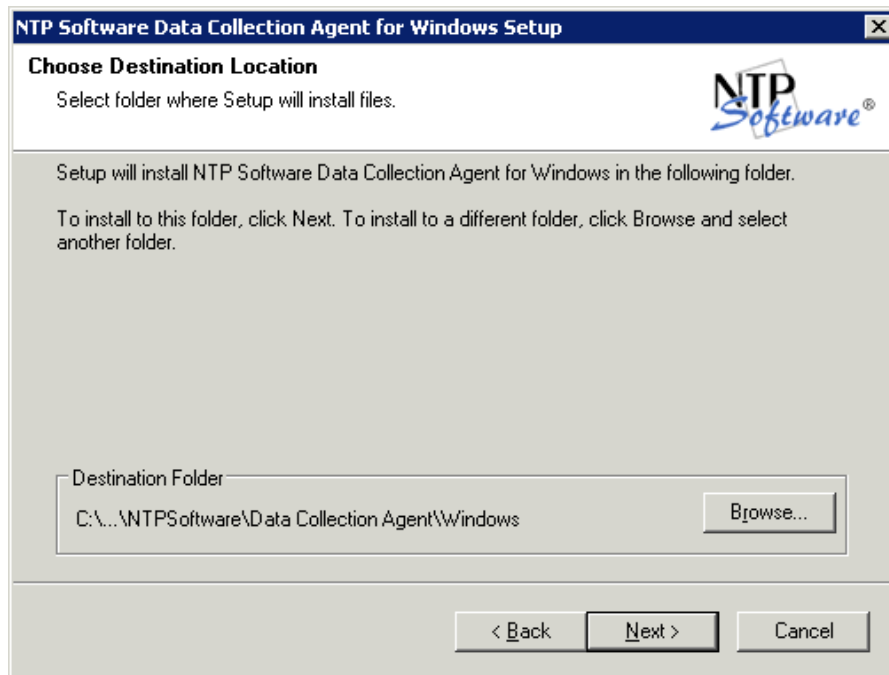 NTP Software Data Collection Agent for Windows Setup
Choose Destination Location
Select folder where Setup will install files.
NTP
Software®
Setup will install NTP Software Data Collection Agent for Windows in the following folder.
To install to this folder, click Next. To install to a different folder, click Browse and select
another folder.
Destination Folder
C:\...\NTPSoftware\Data Collection Agent\Windows
Browse...
< Back
Next >
Cancel